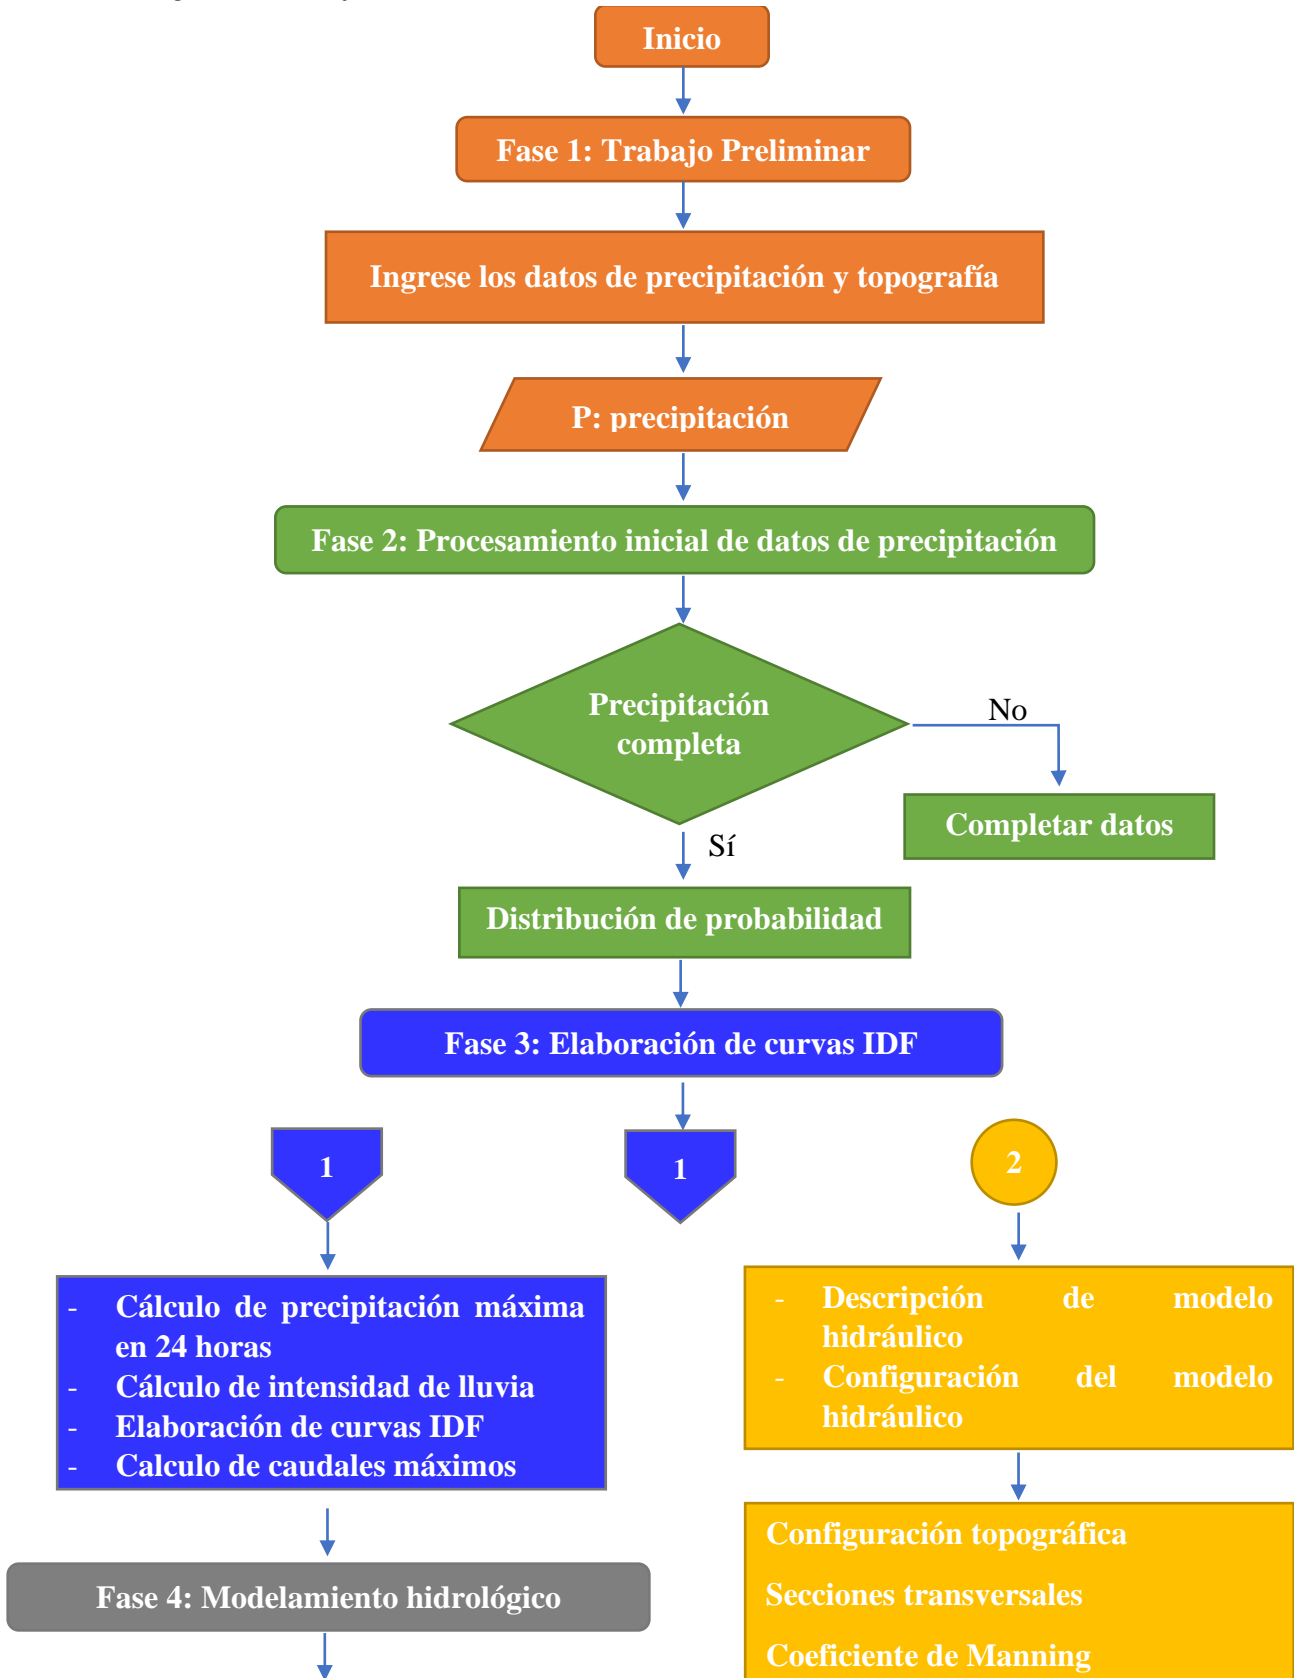 Inicio
Fase 1: Trabajo Preliminar
Ingrese los datos de precipitación y topografía
P: precipitación
Fase 2: Procesamiento inicial de datos de precipitación
Precipitación
completa
No
Completar datos
Sí
Distribución de probabilidad
Fase 3: Elaboración de curvas IDF
1
1
2
- Cálculo de precipitación máxima
en 24 horas
- Cálculo de intensidad de lluvia
- Elaboración de curvas IDF
- Calculo de caudales máximos
Fase 4: Modelamiento hidrológico
- Descripción de modelo
hidráulico
- Configuración del modelo
hidráulico
Configuración topográfica
Secciones transversales
Coeficiente de Manning